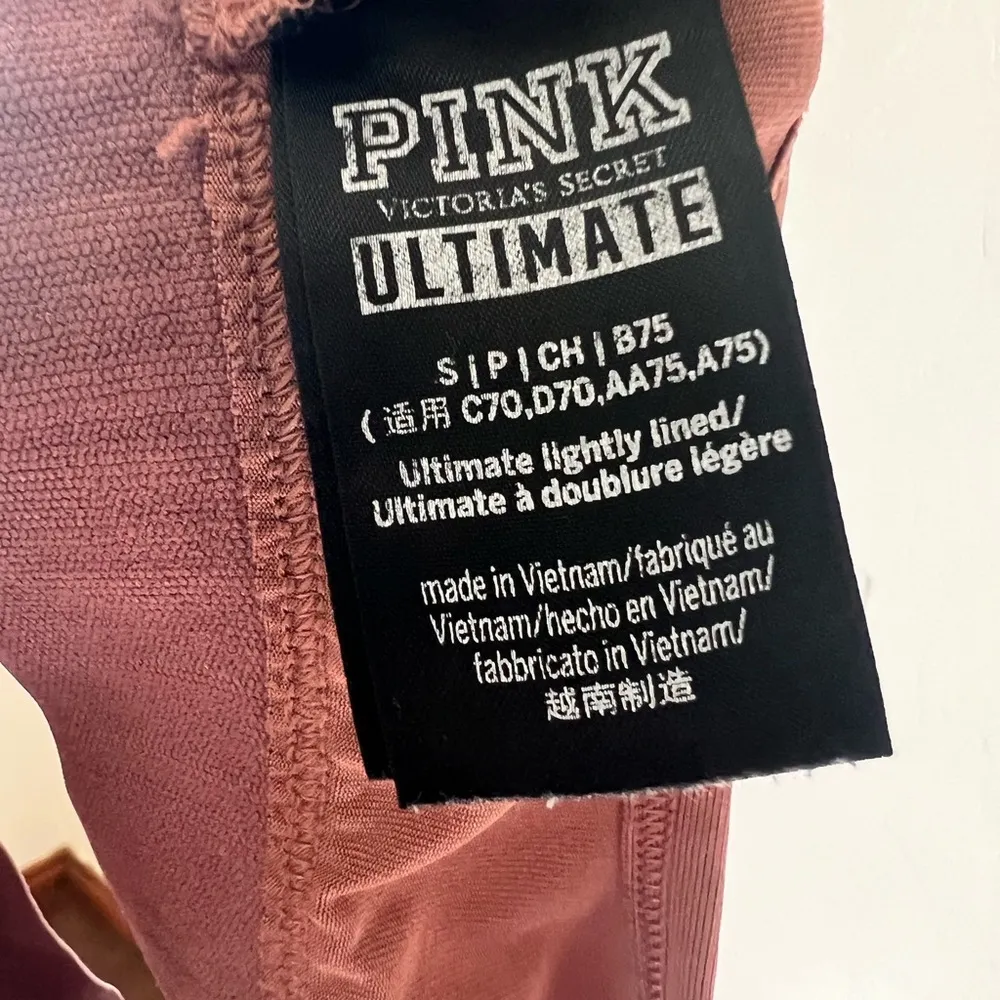 PINK
VICTORIA'S SECRET
ULTIMATE
S | P | CH | B75
(适用 C70,D70,AA75,A75)
Ultimate lightly lined/
Ultimate à doublure légère
made in Vietnam/fabriqué au
Vietnam/hecho en Vietnam/
fabbricato in Vietnam/
越南制造